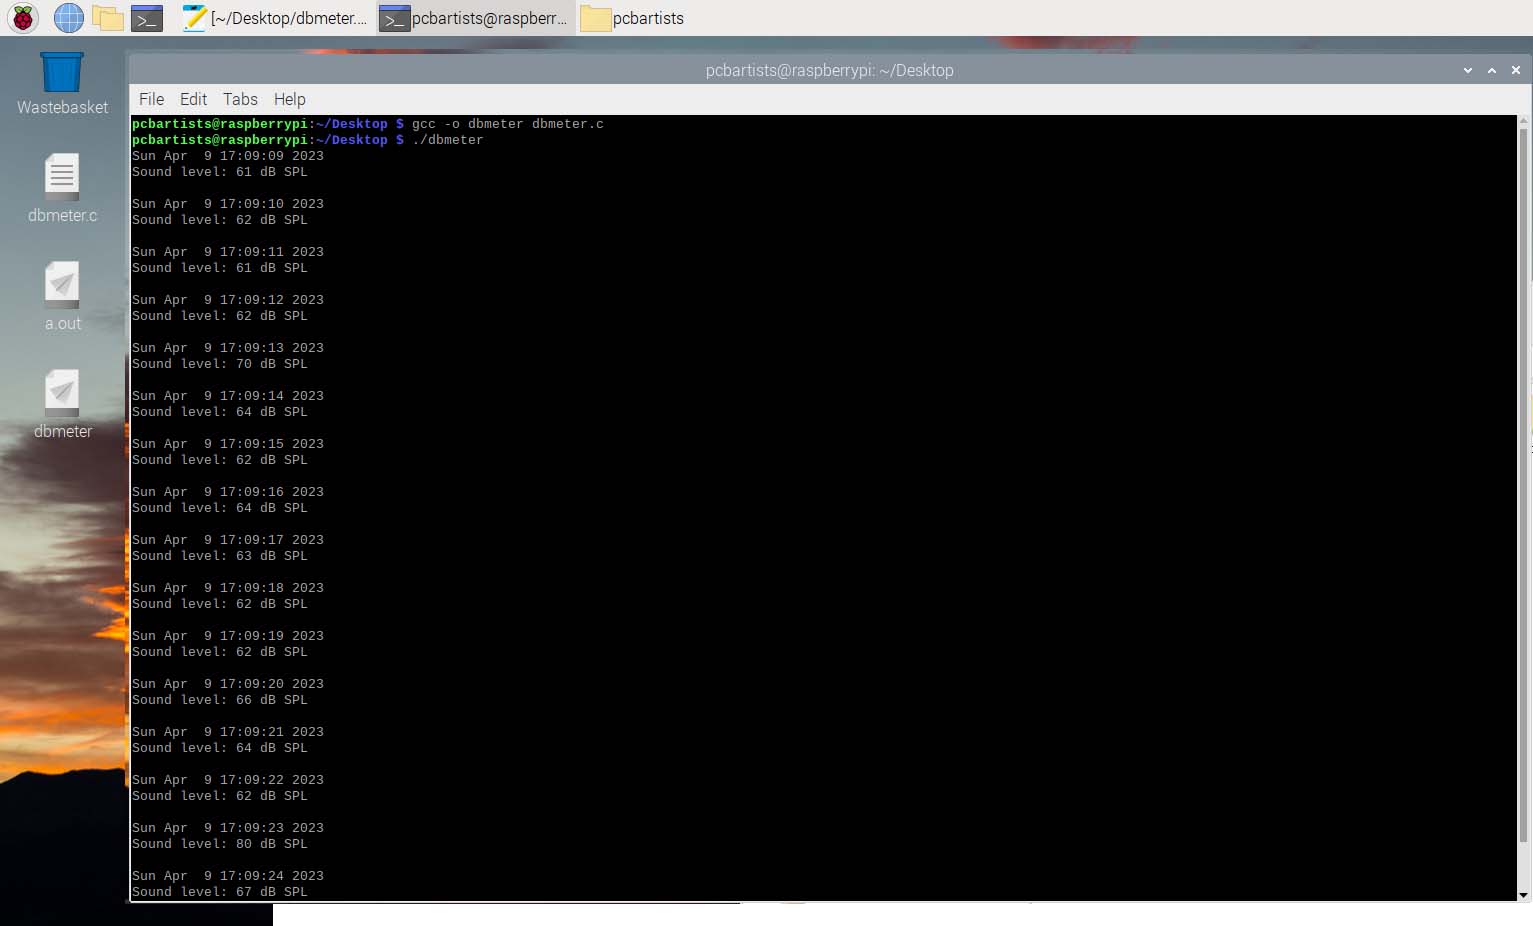 [~/Desktop/dbmeter.... pcbartists@raspberr... pcbartists
Wastebasket
dbmeter.c
a.out
dbmeter
pcbartists@raspberrypi: ~/Desktop
File Edit Tabs Help
pcbartists@raspberrypi:~/Desktop $ gcc -o dbmeter dbmeter.c
pcbartists@raspberrypi:~/Desktop $ ./dbmeter
Sun Apr  9 17:09:09 2023
Sound level: 61 dB SPL
Sun Apr  9 17:09:10 2023
Sound level: 62 dB SPL
Sun Apr  9 17:09:11 2023
Sound level: 61 dB SPL
Sun Apr  9 17:09:12 2023
Sound level: 62 dB SPL
Sun Apr  9 17:09:13 2023
Sound level: 70 dB SPL
Sun Apr  9 17:09:14 2023
Sound level: 64 dB SPL
Sun Apr  9 17:09:15 2023
Sound level: 62 dB SPL
Sun Apr  9 17:09:16 2023
Sound level: 64 dB SPL
Sun Apr  9 17:09:17 2023
Sound level: 63 dB SPL
Sun Apr  9 17:09:18 2023
Sound level: 62 dB SPL
Sun Apr  9 17:09:19 2023
Sound level: 62 dB SPL
Sun Apr  9 17:09:20 2023
Sound level: 66 dB SPL
Sun Apr  9 17:09:21 2023
Sound level: 64 dB SPL
Sun Apr  9 17:09:22 2023
Sound level: 62 dB SPL
Sun Apr  9 17:09:23 2023
Sound level: 80 dB SPL
Sun Apr  9 17:09:24 2023
Sound level: 67 dB SPL